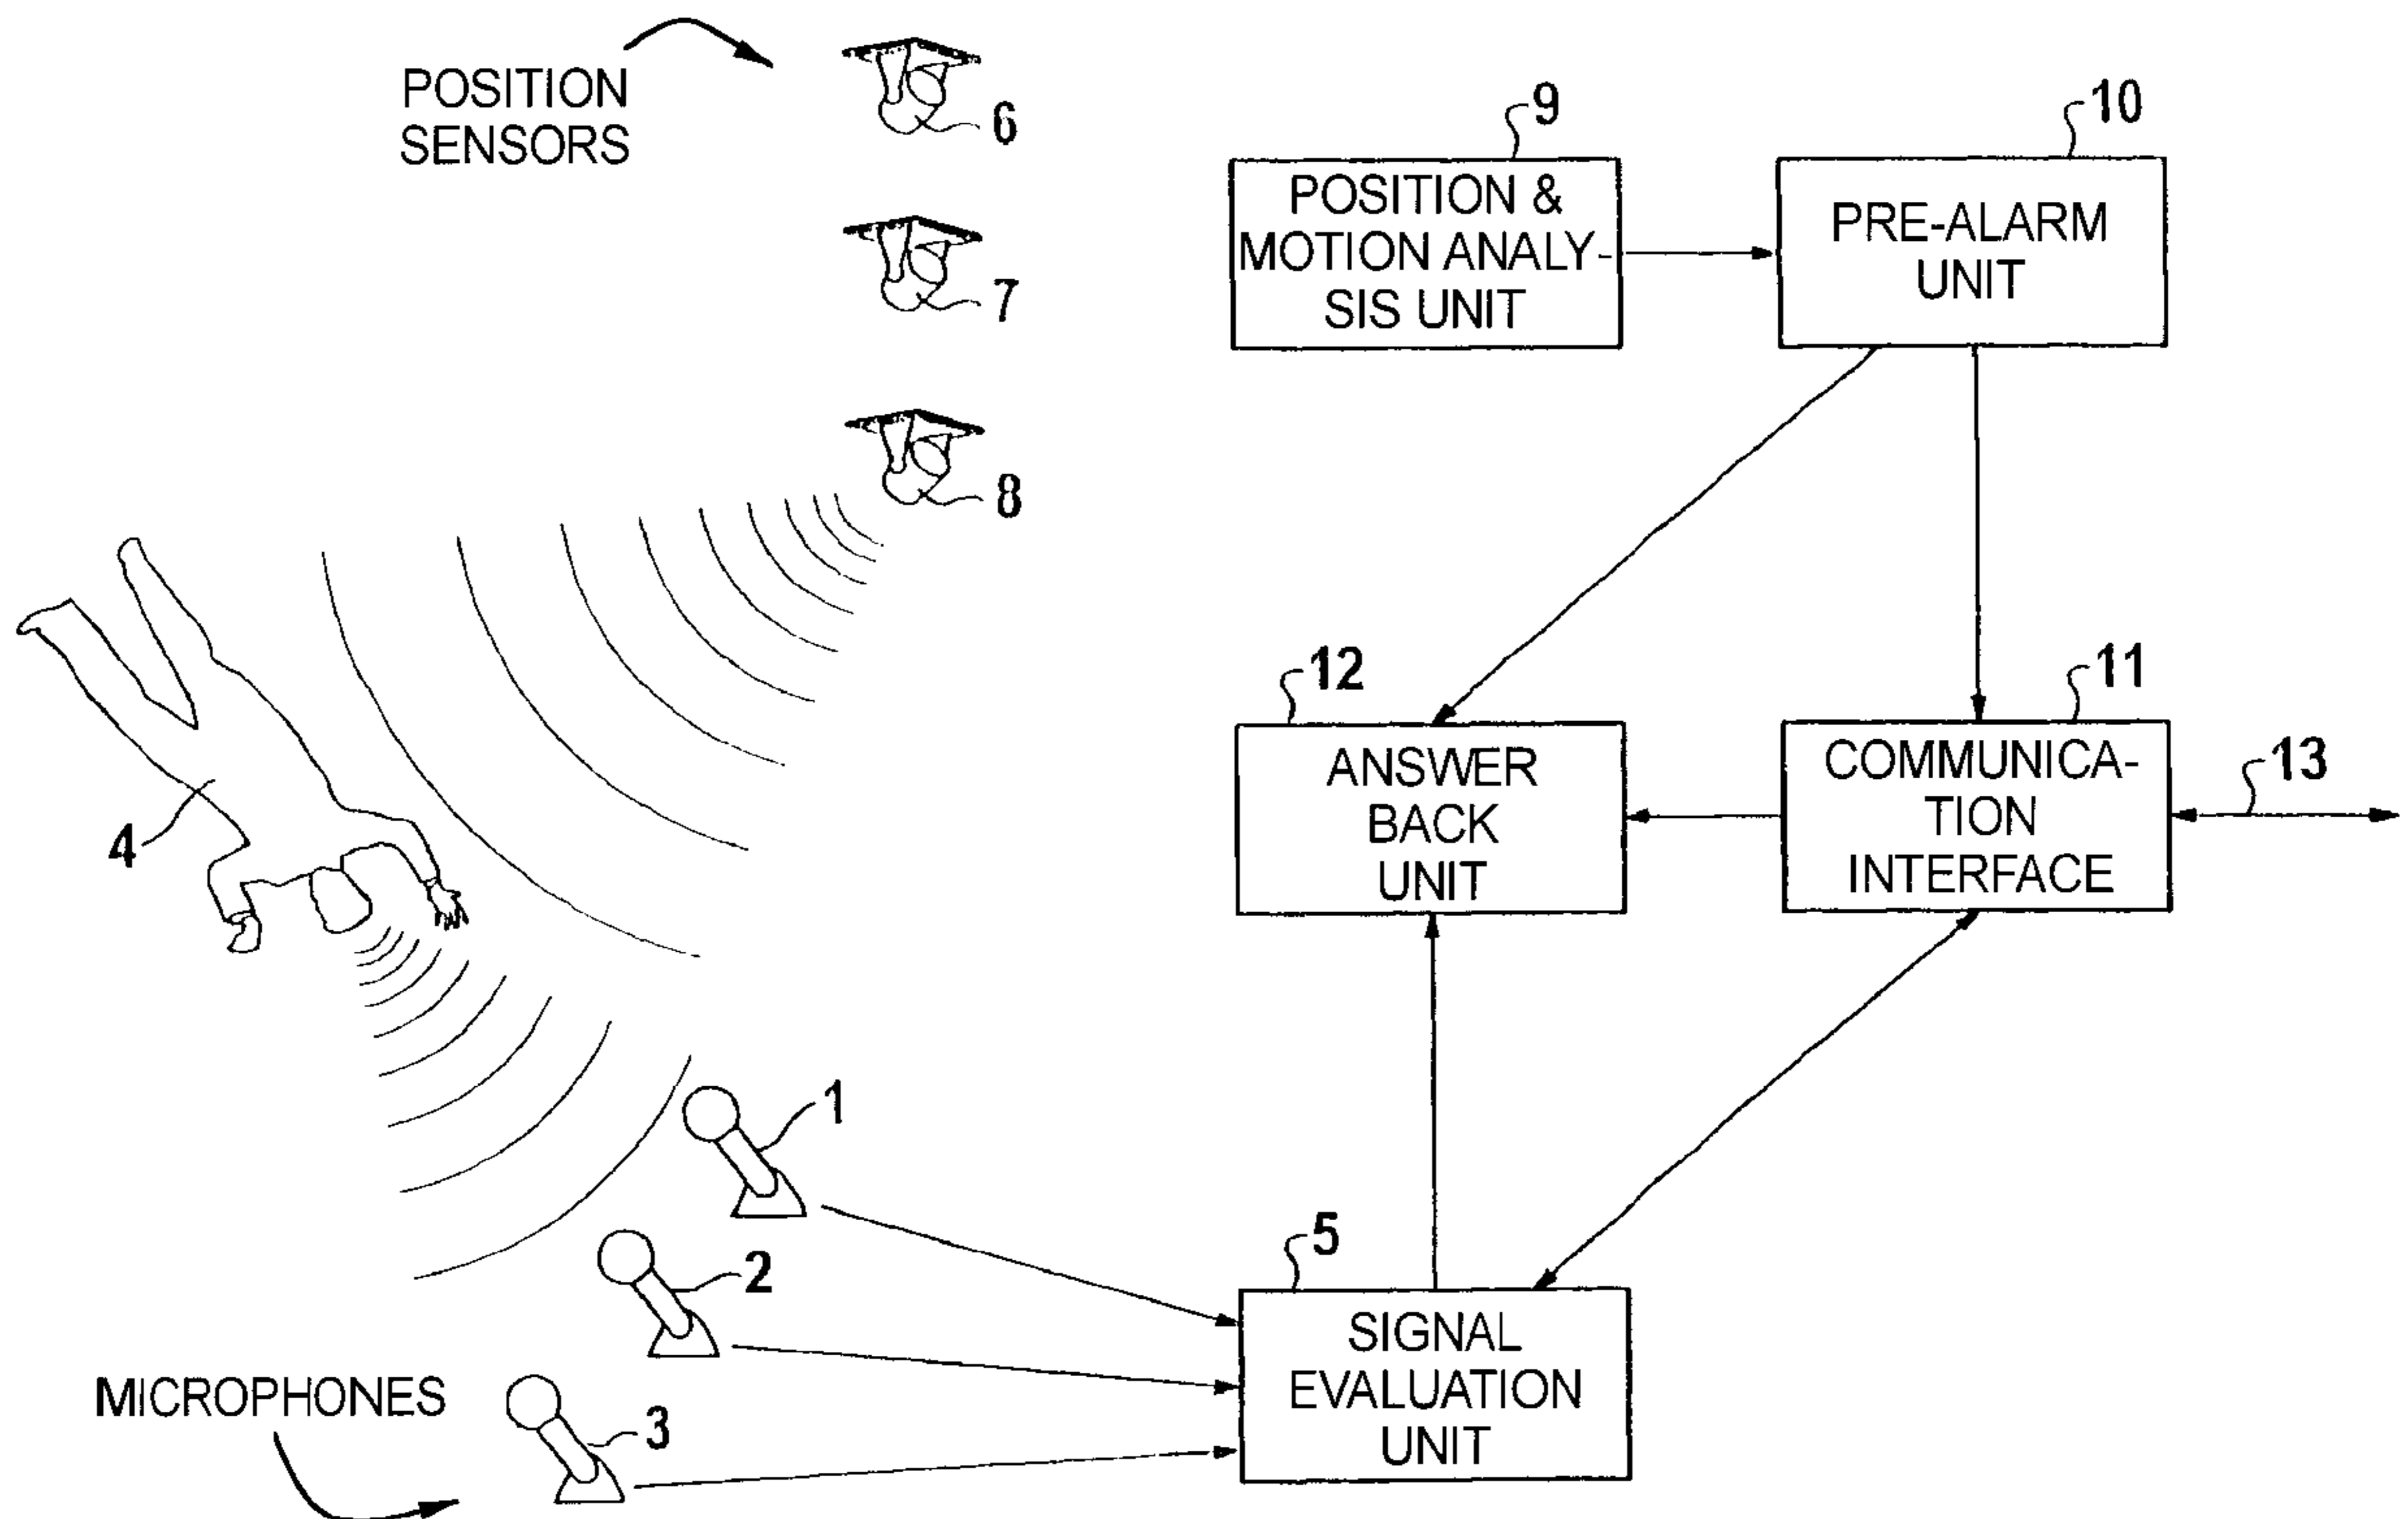 POSITION
SENSORS
6
7
8
9
POSITION &
MOTION ANALY-
SIS UNIT
10
PRE-ALARM
UNIT
12
ANSWER
BACK
UNIT
11
COMMUNICA-
TION
INTERFACE
13
4
1
2
3
MICROPHONES
5
SIGNAL
EVALUATION
UNIT